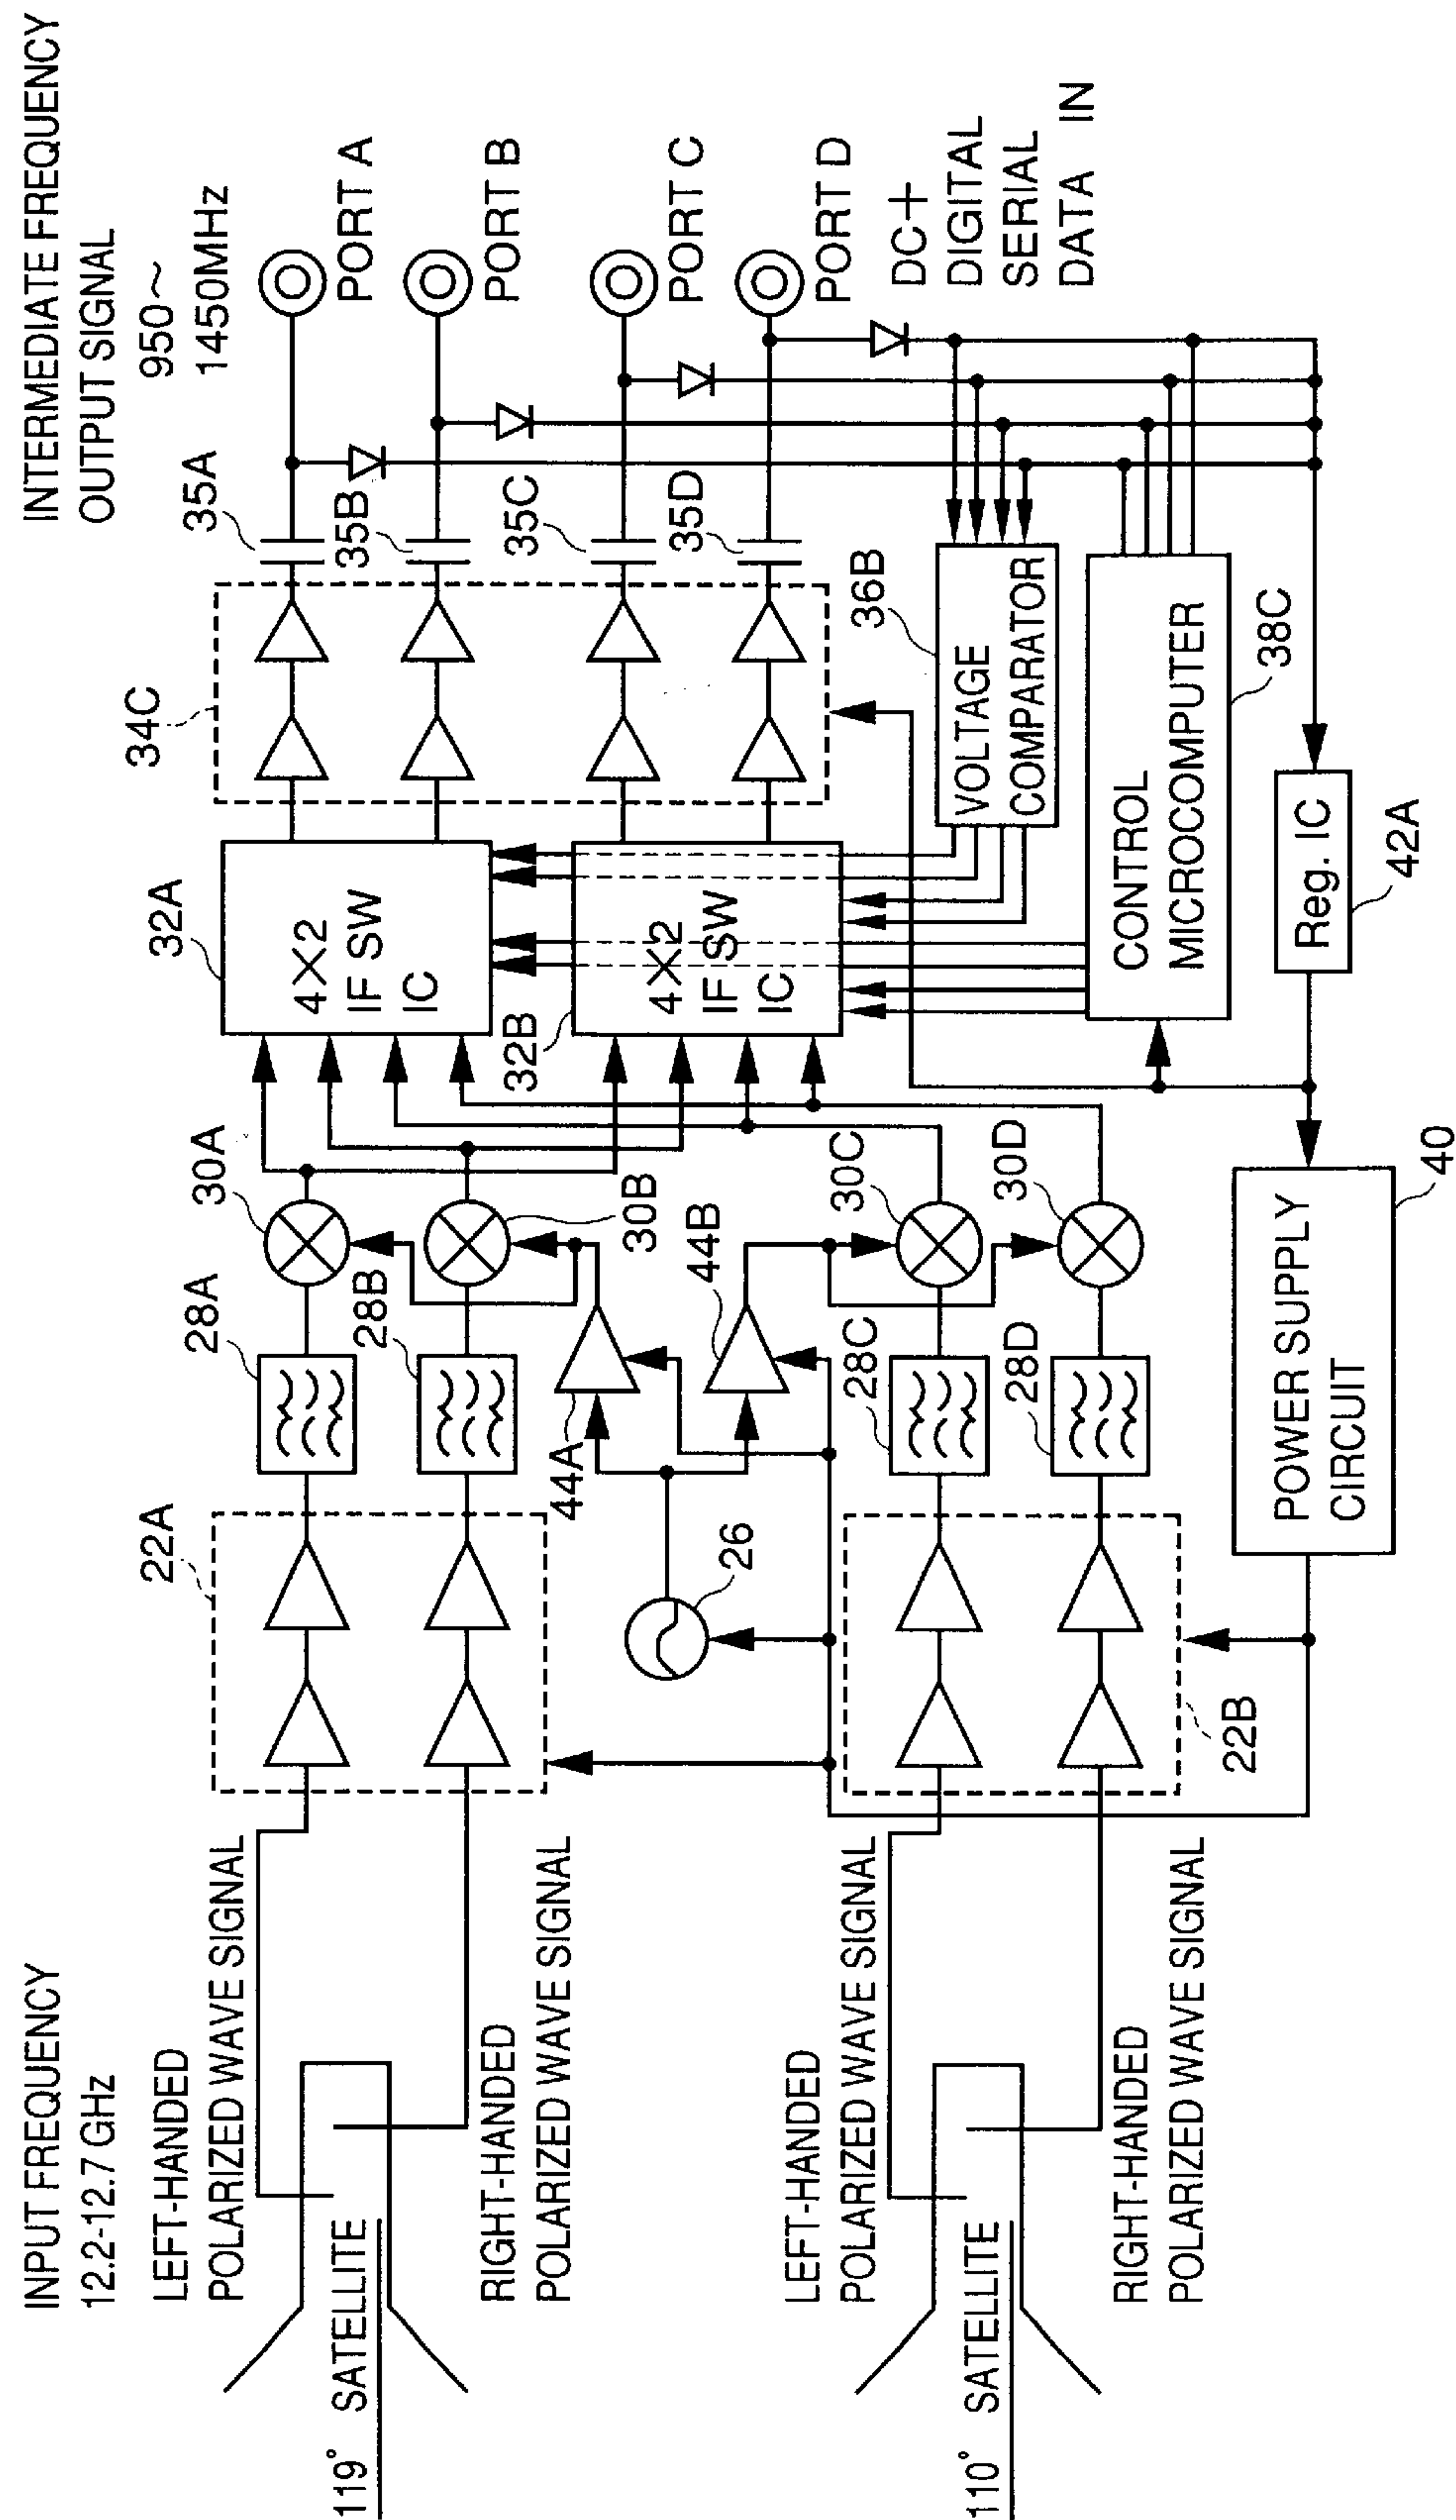 INPUT FREQUENCY
12.2-12.7 GHz
INTERMEDIATE FREQUENCY
OUTPUT SIGNAL
950~
1450MHz
LEFT-HANDED
POLARIZED WAVE SIGNAL
119° SATELLITE
RIGHT-HANDED
POLARIZED WAVE SIGNAL
LEFT-HANDED
POLARIZED WAVE SIGNAL
110° SATELLITE
RIGHT-HANDED
POLARIZED WAVE SIGNAL
22A
22B
28A
28B
28C
28D
26
44A
44B
30A
30B
30C
30D
32A
4X2
IF SW
IC
32B
4X2
IF SW
IC
34C
35A
35B
35C
35D
PORT A
PORT B
PORT C
PORT D
DC+
DIGITAL
SERIAL
DATA IN
36B
VOLTAGE
COMPARATOR
CONTROL
MICROCOMPUTER
38C
Reg. IC
42A
POWER SUPPLY
CIRCUIT
40